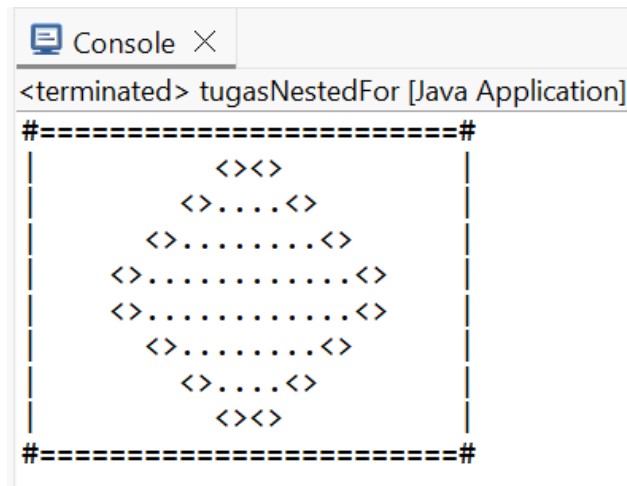 Console ×
<terminated> tugasNestedFor [Java Application]
#========================#
|          <><>          |
|        <>....<>        |
|      <>........<>      |
|    <>............<>    |
|    <>............<>    |
|      <>........<>      |
|        <>....<>        |
|          <><>          |
#========================#